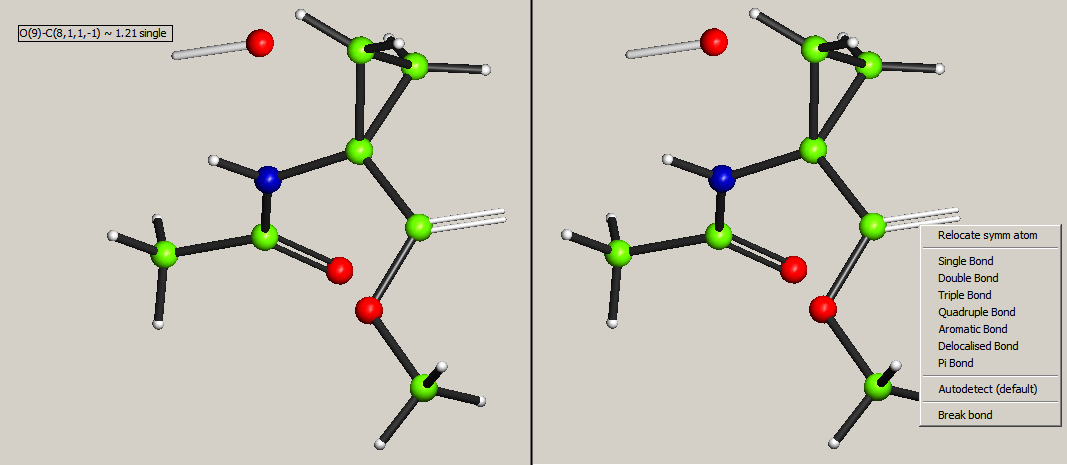 O(9)-C(8,1,1,-1) ~ 1.21 single
Relocate symm atom
Single Bond
Double Bond
Triple Bond
Quadruple Bond
Aromatic Bond
Delocalised Bond
Pi Bond
Autodetect (default)
Break bond